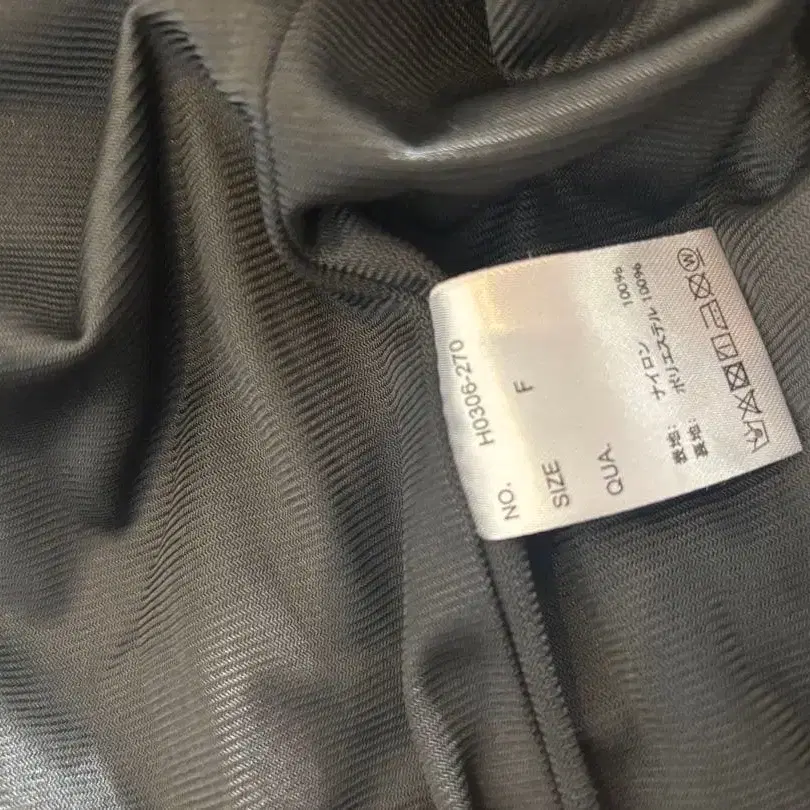 NO. H0306-270
SIZE F
QUA.
表地: ナイロン 100%
裏地: ポリエステル 100%
W